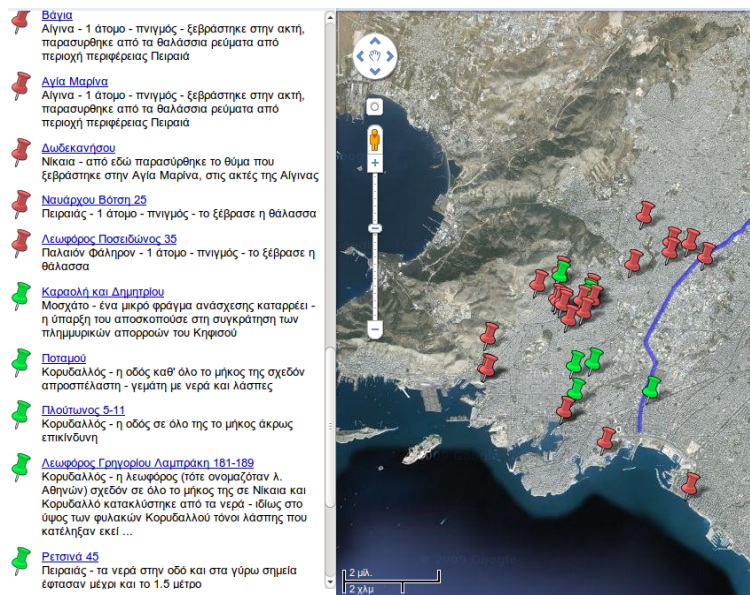 Βάγια
Αίγινα - 1 άτομο - πνιγμός - ξεβράστηκε στην ακτή,
παρασυρθηκε από τα θαλάσσια ρεύματα από
περιοχή περιφέρειας Πειραιά
Αγία Μαρίνα
Αίγινα - 1 άτομο - πνιγμός - ξεβράστηκε στην ακτή,
παρασυρθηκε από τα θαλάσσια ρεύματα από
περιοχή περιφέρειας Πειραιά
Δωδεκανήσου
Νίκαια - από εδώ παρασύρθηκε το θύμα που
ξεβράστηκε στην Αγία Μαρίνα, στις ακτές της Αίγινας
Ναυάρχου Βότση 25
Πειραιάς - 1 άτομο - πνιγμός - το ξέβρασε η θάλασσα
Λεωφόρος Ποσειδώνος 35
Παλαιόν Φάληρον - 1 άτομο - πνιγμός - το ξέβρασε η
θάλασσα
Καραολή και Δημητρίου
Μοσχάτο - ένα μικρό φράγμα ανάσχεσης καταρρέει -
η ύπαρξη του αποσκοπούσε στη συγκράτηση των
πλημμυρικών απορροών του Κηφισού
Ποταμού
Κορυδαλλός - η οδός καθ' όλο το μήκος της σχεδόν
απροσπέλαστη - γεμάτη με νερά και λάσπες
Πλούτωνος 5-11
Κορυδαλλός - η οδός σε όλο της το μήκος άκρως
επικίνδυνη
Λεωφόρος Γρηγορίου Λαμπράκη 181-189
Κορυδαλλός - η λεωφόρος (τότε ονομαζόταν λ.
Αθηνών) σχεδόν σε όλο το μήκος της σε Νίκαια και
Κορυδαλλό κατακλύστηκε από τα νερά - ιδίως στο
ύψος των φυλακών Κορυδαλλού τόνοι λάσπης που
κατέληξαν εκεί ...
Ρετσινά 45
Πειραιάς - τα νερά στην οδό και στα γύρω σημεία
έφτασαν μέχρι και το 1.5 μέτρο
2 μίλ.
2 χλμ